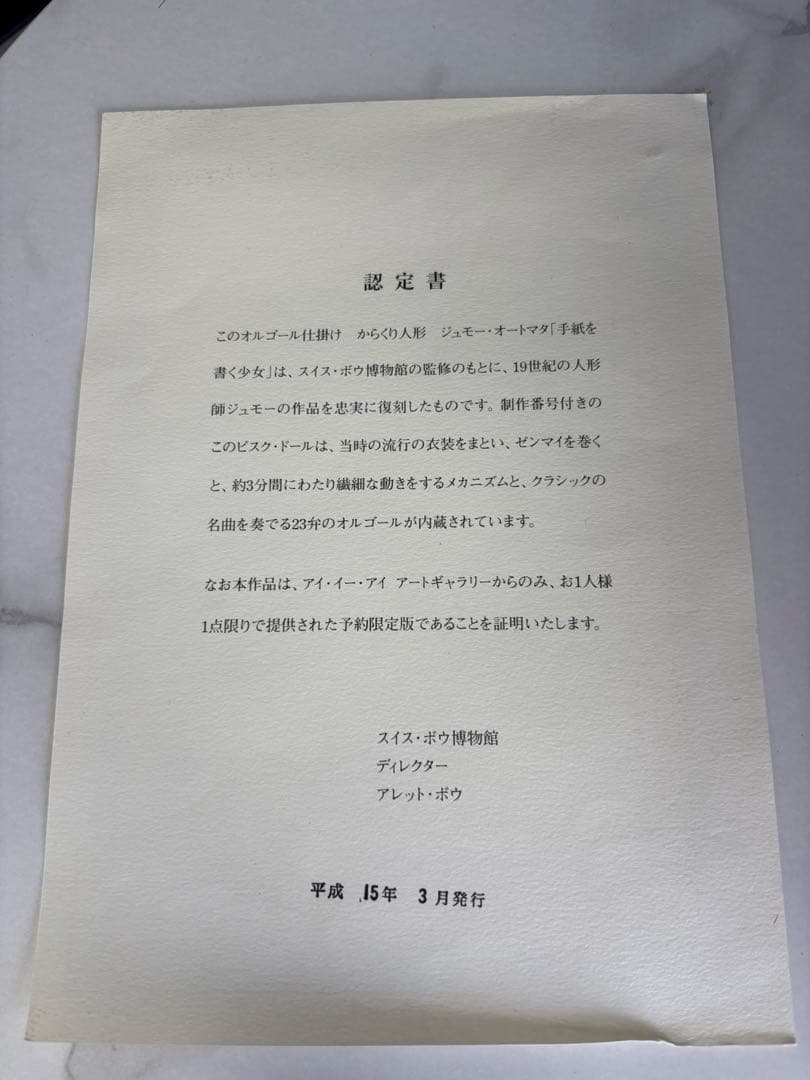 認定書
このオルゴール仕掛け からくり人形 ジュモー・オートマタ「手紙を
書く少女」は、スイス・ボウ博物館の監修のもとに、19世紀の人形
師ジュモーの作品を忠実に復刻したものです。制作番号付きの
このビスク・ドールは、当時の流行の衣装をまとい、ゼンマイを巻く
と、約3分間にわたり繊細な動きをするメカニズムと、クラシックの
名曲を奏でる23弁のオルゴールが内蔵されています。
なお本作品は、アイ・イー・アイ アートギャラリーからのみ、お1人様
1点限りで提供された予約限定版であることを証明いたします。
スイス・ボウ博物館
ディレクター
アレット・ボウ
平成 15年 3月発行